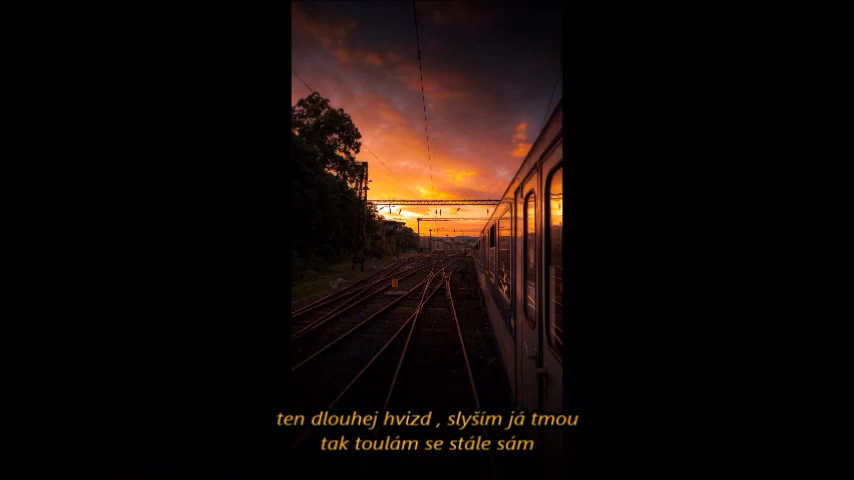 ten dlouhej hvizd , slyším já tmou
tak toulám se stále sám